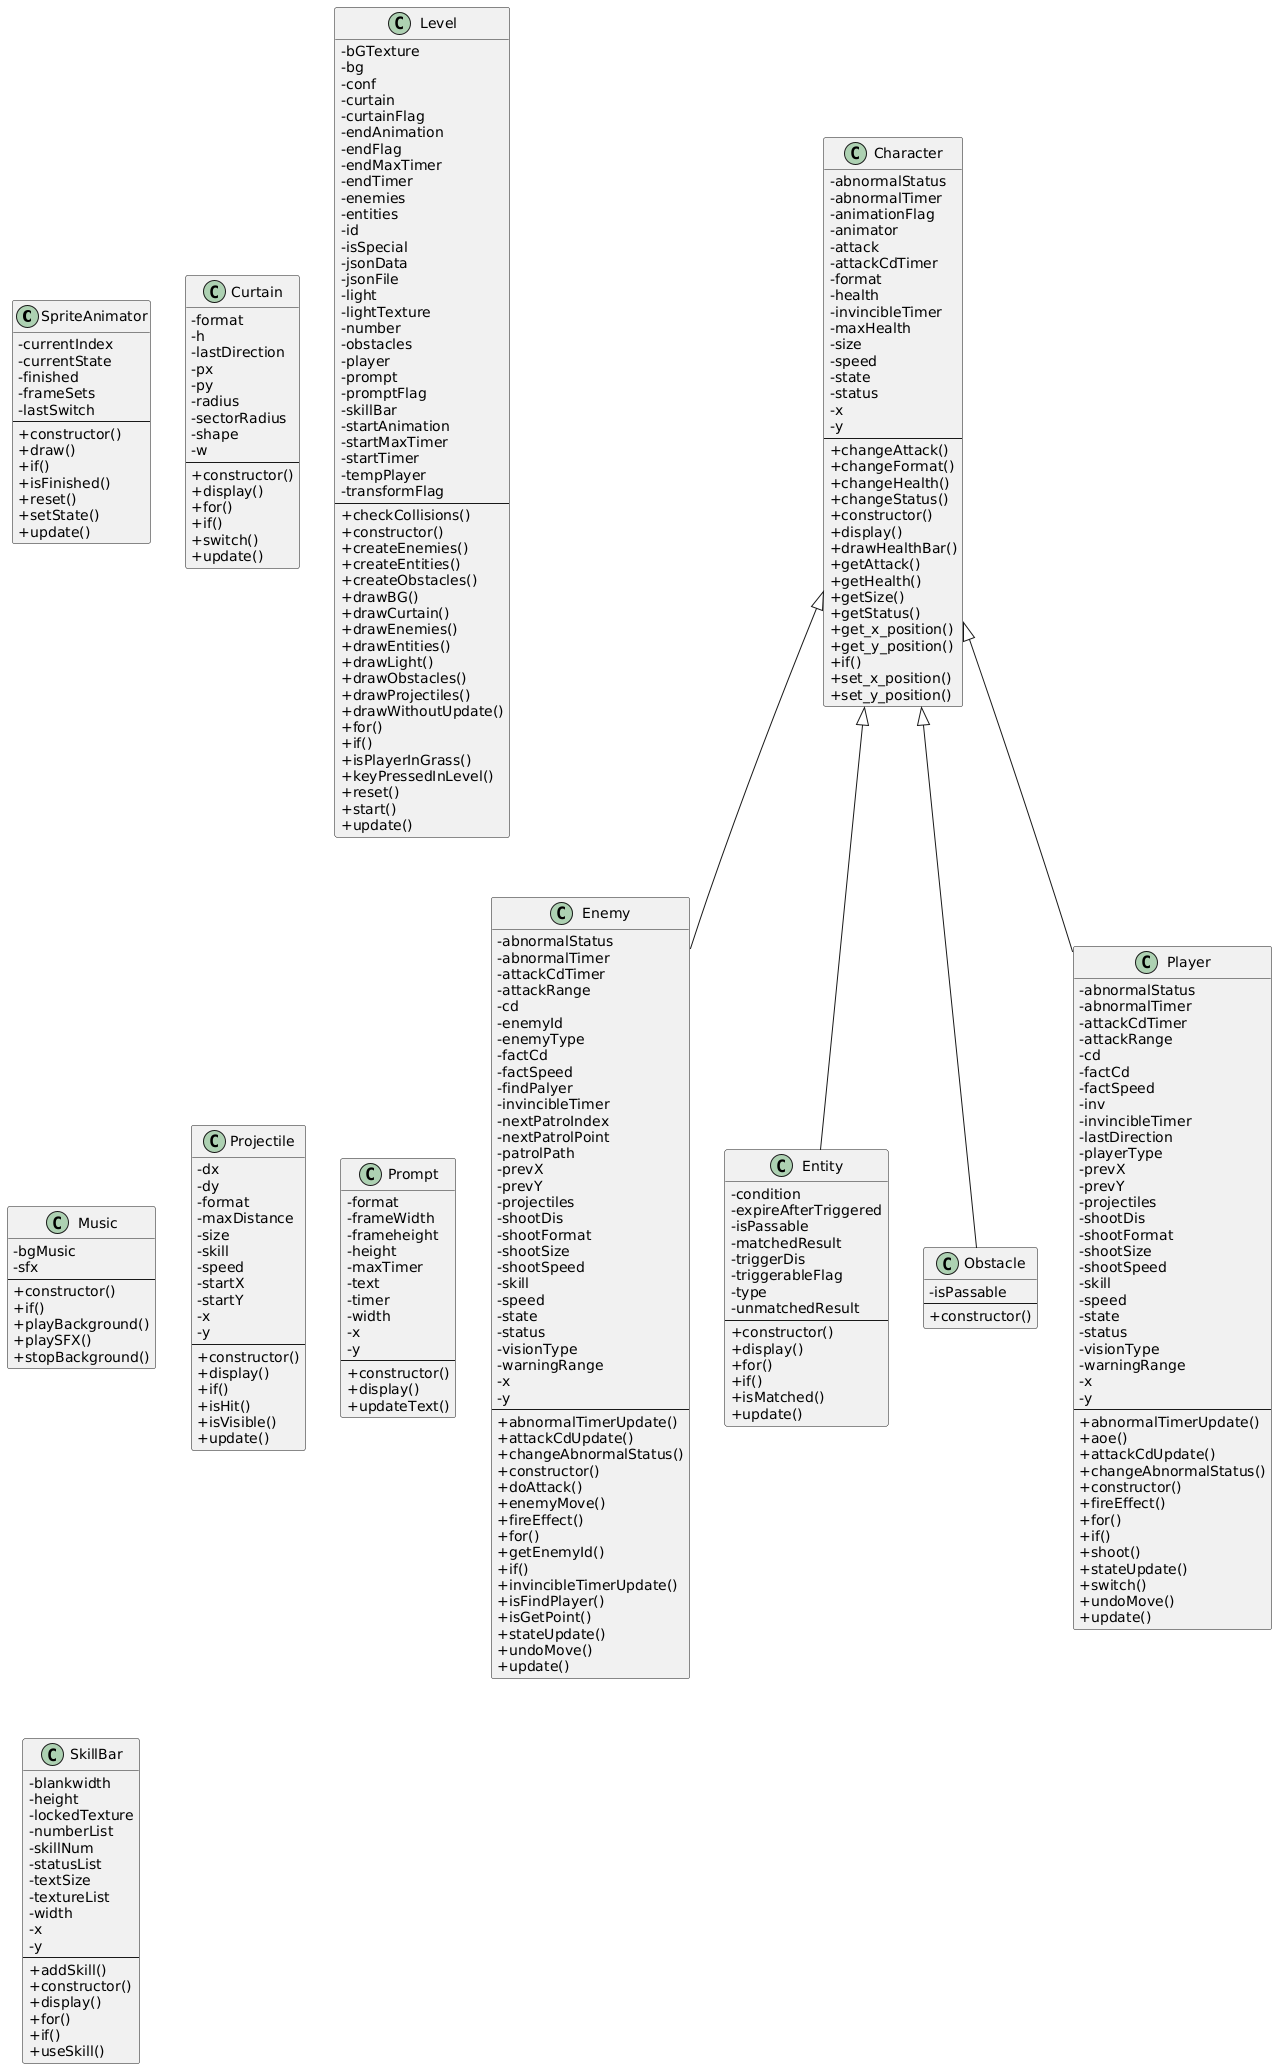 C Level
-bGTexture
-bg
-conf
-curtain
-curtainFlag
-endAnimation
-endFlag
-endMaxTimer
-endTimer
-enemies
-entities
-id
-isSpecial
-jsonData
-jsonFile
-light
-lightTexture
-number
-obstacles
-player
-prompt
-promptFlag
-skillBar
-startAnimation
-startMaxTimer
-startTimer
-tempPlayer
-transformFlag
+checkCollisions()
+constructor()
+createEnemies()
+createEntities()
+createObstacles()
+drawBG()
+drawCurtain()
+drawEnemies()
+drawEntities()
+drawLight()
+drawObstacles()
+drawProjectiles()
+drawWithoutUpdate()
+for()
+if()
+isPlayerInGrass()
+keyPressedInLevel()
+reset()
+start()
+update()
C Character
-abnormalStatus
-abnormalTimer
-animationFlag
-animator
-attack
-attackCdTimer
-format
-health
-invincibleTimer
-maxHealth
-size
-speed
-state
-status
-x
-y
+changeAttack()
+changeFormat()
+changeHealth()
+changeStatus()
+constructor()
+display()
+drawHealthBar()
+getAttack()
+getHealth()
+getSize()
+getStatus()
+get_x_position()
+get_y_position()
+if()
+set_x_position()
+set_y_position()
C SpriteAnimator
-currentIndex
-currentState
-finished
-frameSets
-lastSwitch
+constructor()
+draw()
+if()
+isFinished()
+reset()
+setState()
+update()
C Curtain
-format
-h
-lastDirection
-px
-py
-radius
-sectorRadius
-shape
-w
+constructor()
+display()
+for()
+if()
+switch()
+update()
C Enemy
-abnormalStatus
-abnormalTimer
-attackCdTimer
-attackRange
-cd
-enemyId
-enemyType
-factCd
-factSpeed
-findPalyer
-invincibleTimer
-nextPatroIndex
-nextPatrolPoint
-patrolPath
-prevX
-prevY
-projectiles
-shootDis
-shootFormat
-shootSize
-shootSpeed
-skill
-speed
-state
-status
-visionType
-warningRange
-x
-y
+abnormalTimerUpdate()
+attackCdUpdate()
+changeAbnormalStatus()
+constructor()
+doAttack()
+enemyMove()
+fireEffect()
+for()
+getEnemyId()
+if()
+invincibleTimerUpdate()
+isFindPlayer()
+isGetPoint()
+stateUpdate()
+undoMove()
+update()
C Player
-abnormalStatus
-abnormalTimer
-attackCdTimer
-attackRange
-cd
-factCd
-factSpeed
-inv
-invincibleTimer
-lastDirection
-playerType
-prevX
-prevY
-projectiles
-shootDis
-shootFormat
-shootSize
-shootSpeed
-skill
-speed
-state
-status
-visionType
-warningRange
-x
-y
+abnormalTimerUpdate()
+aoe()
+attackCdUpdate()
+changeAbnormalStatus()
+constructor()
+fireEffect()
+for()
+if()
+shoot()
+stateUpdate()
+switch()
+undoMove()
+update()
C Music
-bgMusic
-sfx
+constructor()
+if()
+playBackground()
+playSFX()
+stopBackground()
C Projectile
-dx
-dy
-format
-maxDistance
-size
-skill
-speed
-startX
-startY
-x
-y
+constructor()
+display()
+if()
+isHit()
+isVisible()
+update()
C Prompt
-format
-frameWidth
-frameheight
-height
-maxTimer
-text
-timer
-width
-x
-y
+constructor()
+display()
+updateText()
C Entity
-condition
-expireAfterTriggered
-isPassable
-matchedResult
-triggerDis
-triggerableFlag
-type
-unmatchedResult
+constructor()
+display()
+for()
+if()
+isMatched()
+update()
C Obstacle
-isPassable
+constructor()
C SkillBar
-blankwidth
-height
-lockedTexture
-numberList
-skillNum
-statusList
-textSize
-textureList
-width
-x
-y
+addSkill()
+constructor()
+display()
+for()
+if()
+useSkill()